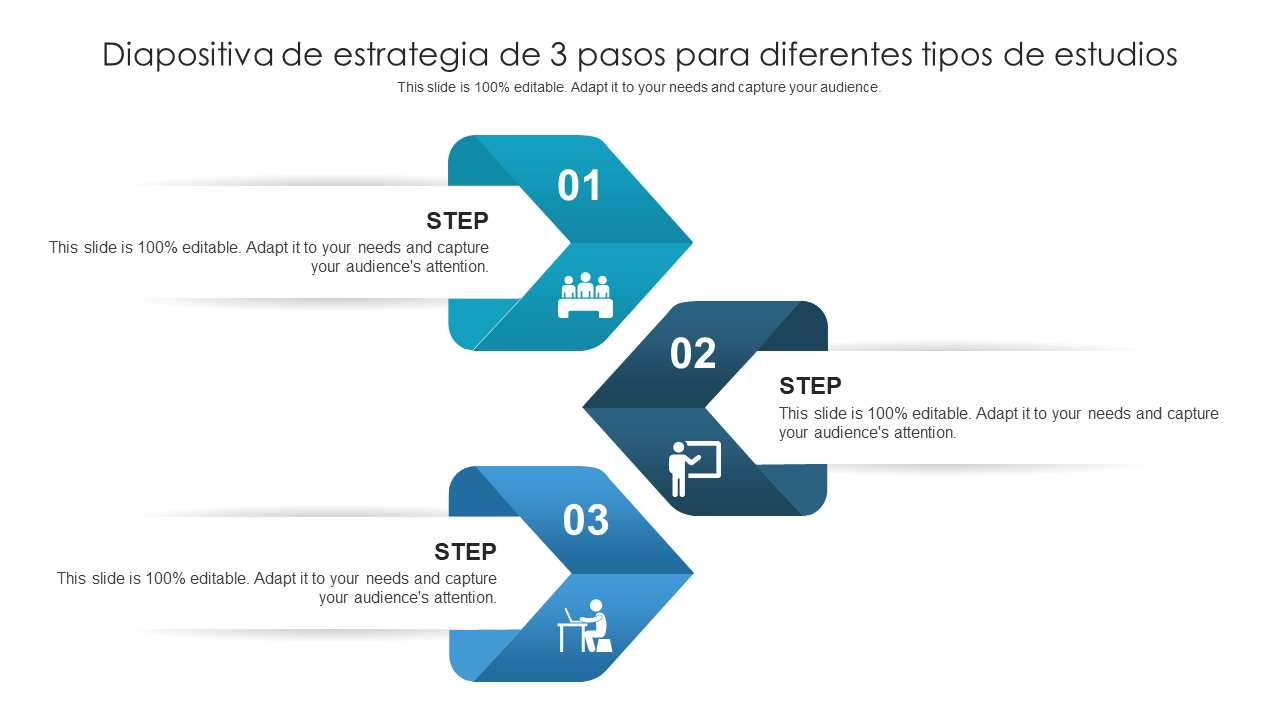 Diapositiva de estrategia de 3 pasos para diferentes tipos de estudios
This slide is 100% editable. Adapt it to your needs and capture your audience.
01
STEP
This slide is 100% editable. Adapt it to your needs and capture
your audience's attention.
02
STEP
This slide is 100% editable. Adapt it to your needs and capture
your audience's attention.
03
STEP
This slide is 100% editable. Adapt it to your needs and capture
your audience's attention.